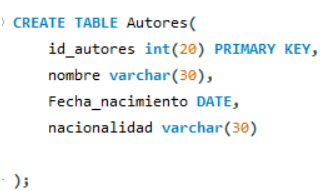 CREATE TABLE Autores(
id_autores int(20) PRIMARY KEY,
nombre varchar(30),
Fecha_nacimiento DATE,
nacionalidad varchar(30)
);